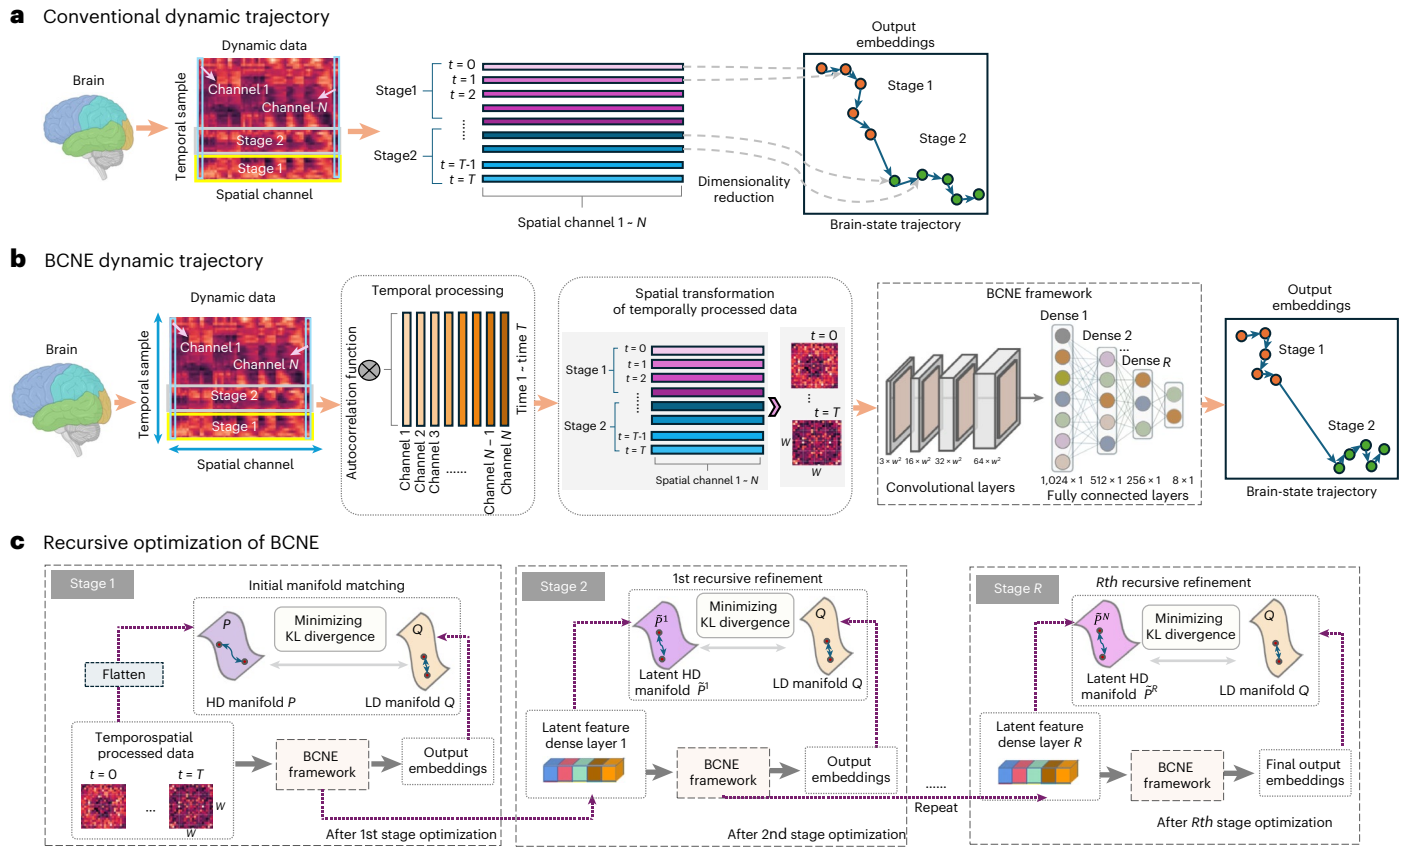 a Conventional dynamic trajectory
Brain
Dynamic data
Temporal sample
Channel 1
Channel N
Stage 2
Stage 1
Spatial channel
Stage1
Stage2
t = 0
t = 1
t = 2
t = T-1
t = T
Spatial channel 1 ~ N
Dimensionality
reduction
Output
embeddings
Stage 1
Stage 2
Brain-state trajectory
b BCNE dynamic trajectory
Brain
Dynamic data
Temporal sample
Channel 1
Channel N
Stage 2
Stage 1
Spatial channel
Temporal processing
Autocorrelation function
Time 1 ~ time T
Channel 1
Channel 2
Channel 3
......
Channel N – 1
Channel N
Spatial transformation
of temporally processed data
Stage 1
Stage 2
t = 0
t = 1
t = 2
t = T-1
t = T
Spatial channel 1 ~ N
t = 0
t = T
w
w
BCNE framework
Dense 1
Dense 2
...
Dense R
3 × w²
16 × w²
32 × w²
64 × w²
Convolutional layers
1,024 × 1
512 × 1
256 × 1
8 × 1
Fully connected layers
Output
embeddings
Stage 1
Stage 2
Brain-state trajectory
c Recursive optimization of BCNE
Stage 1
Initial manifold matching
P
Minimizing
KL divergence
Q
HD manifold P
LD manifold Q
Flatten
Temporospatial
processed data
t = 0
t = T
...
w
w
BCNE
framework
Output
embeddings
After 1st stage optimization
Stage 2
1st recursive refinement
P̃¹
Minimizing
KL divergence
Q
Latent HD
manifold P̃¹
LD manifold Q
Latent feature
dense layer 1
BCNE
framework
Output
embeddings
After 2nd stage optimization
......
Repeat
Stage R
Rth recursive refinement
P̃ᴺ
Minimizing
KL divergence
Q
Latent HD
manifold P̃ᴿ
LD manifold Q
Latent feature
dense layer R
BCNE
framework
Final output
embeddings
After Rth stage optimization